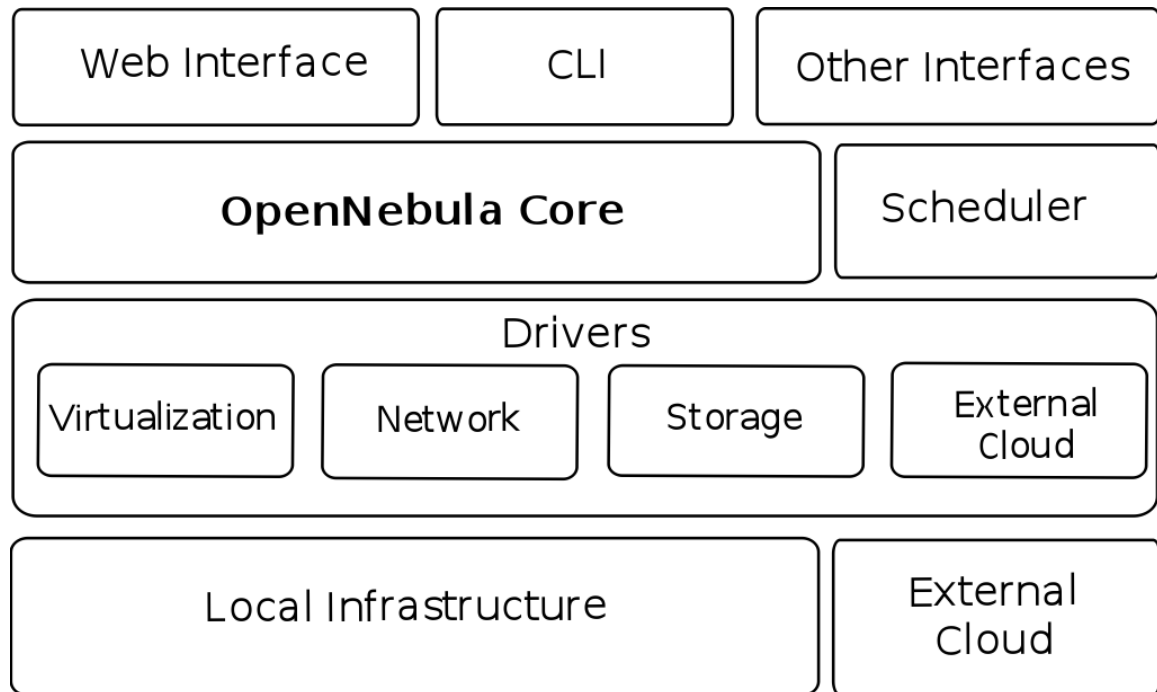 Web Interface
CLI
Other Interfaces
OpenNebula Core
Scheduler
Drivers
Virtualization
Network
Storage
External
Cloud
Local Infrastructure
External
Cloud